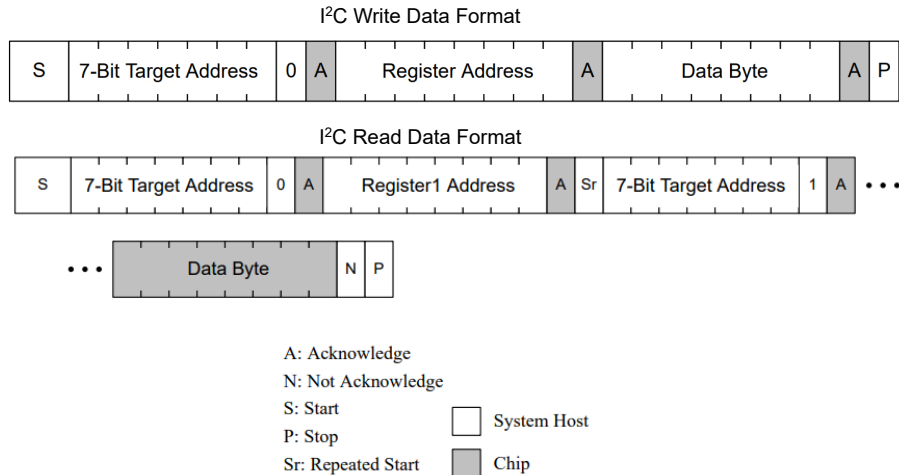 I²C Write Data Format
S 7-Bit Target Address 0 A Register Address A Data Byte A P
I²C Read Data Format
S 7-Bit Target Address 0 A Register1 Address A Sr 7-Bit Target Address 1 A •••
••• Data Byte N P
A: Acknowledge
N: Not Acknowledge
S: Start
P: Stop
Sr: Repeated Start
System Host
Chip